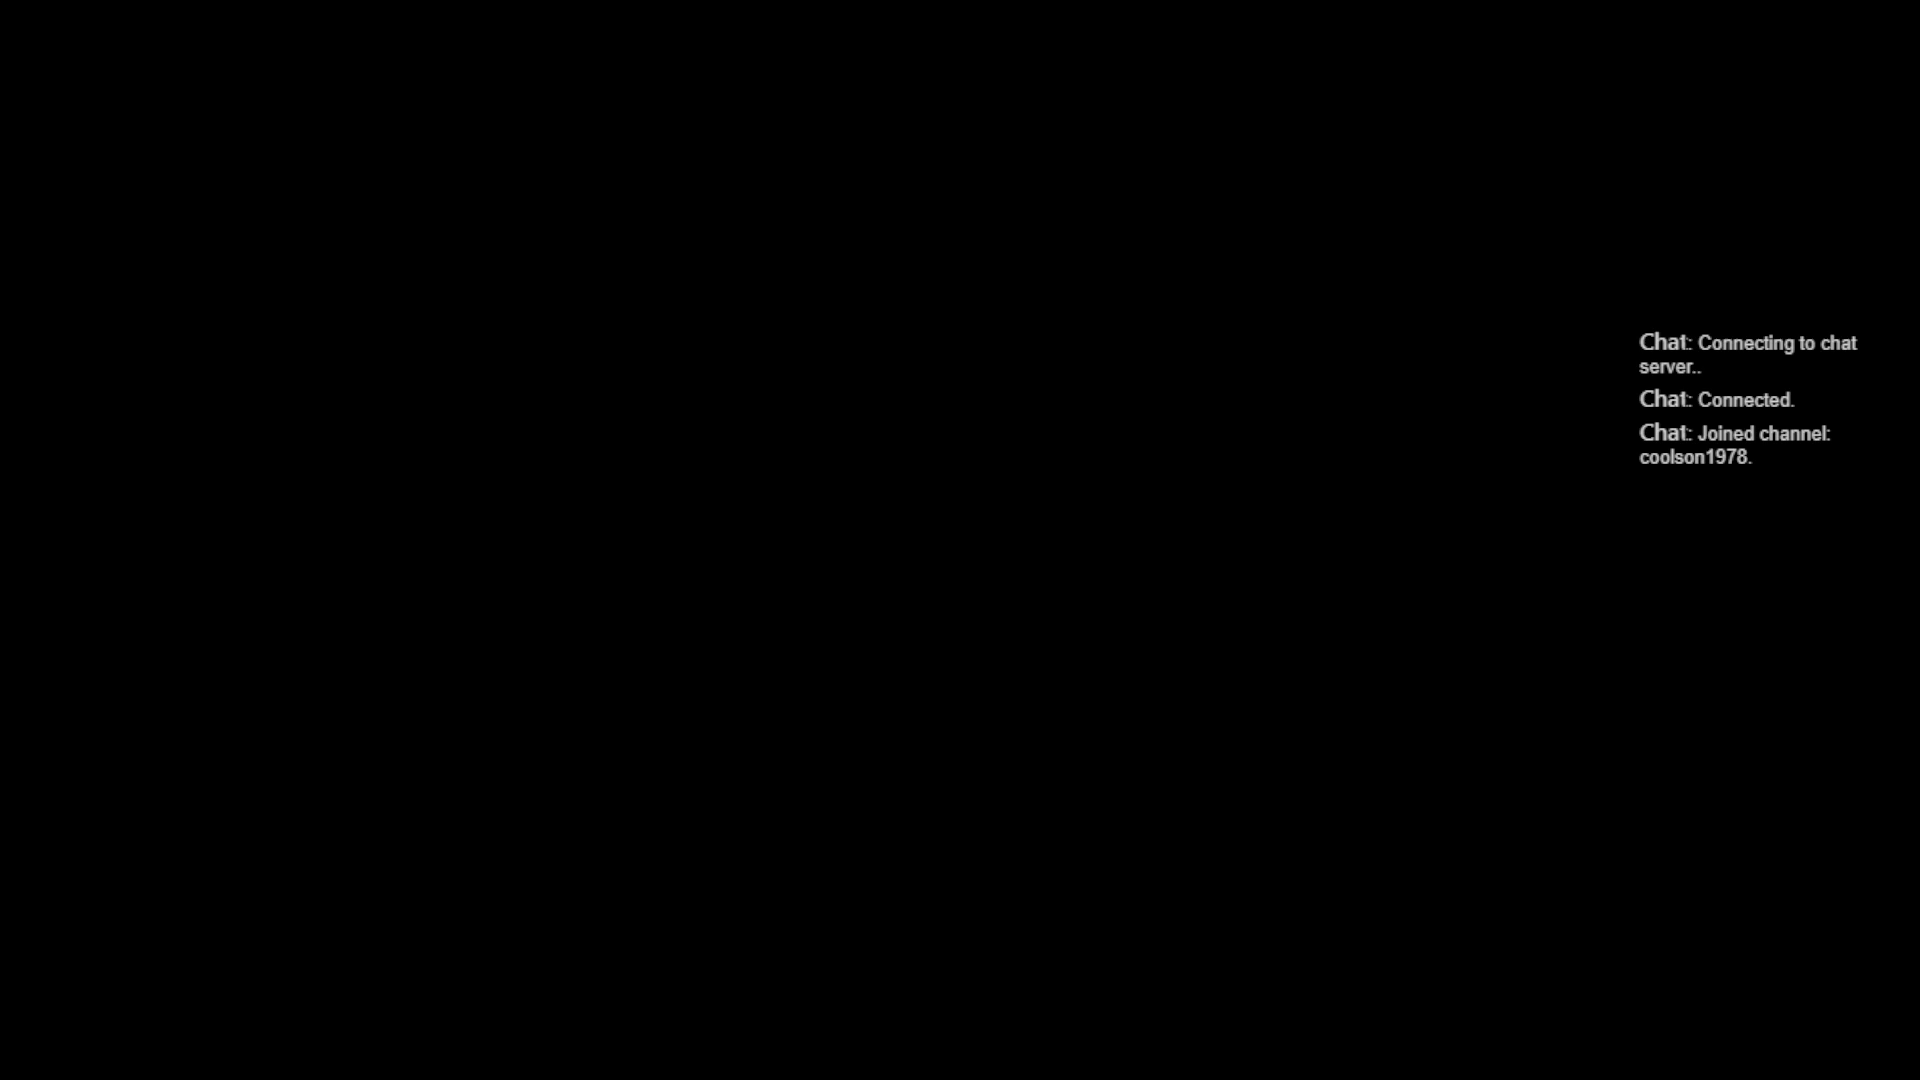 Chat: Connecting to chat
server..
Chat: Connected.
Chat: Joined channel:
coolson1978.